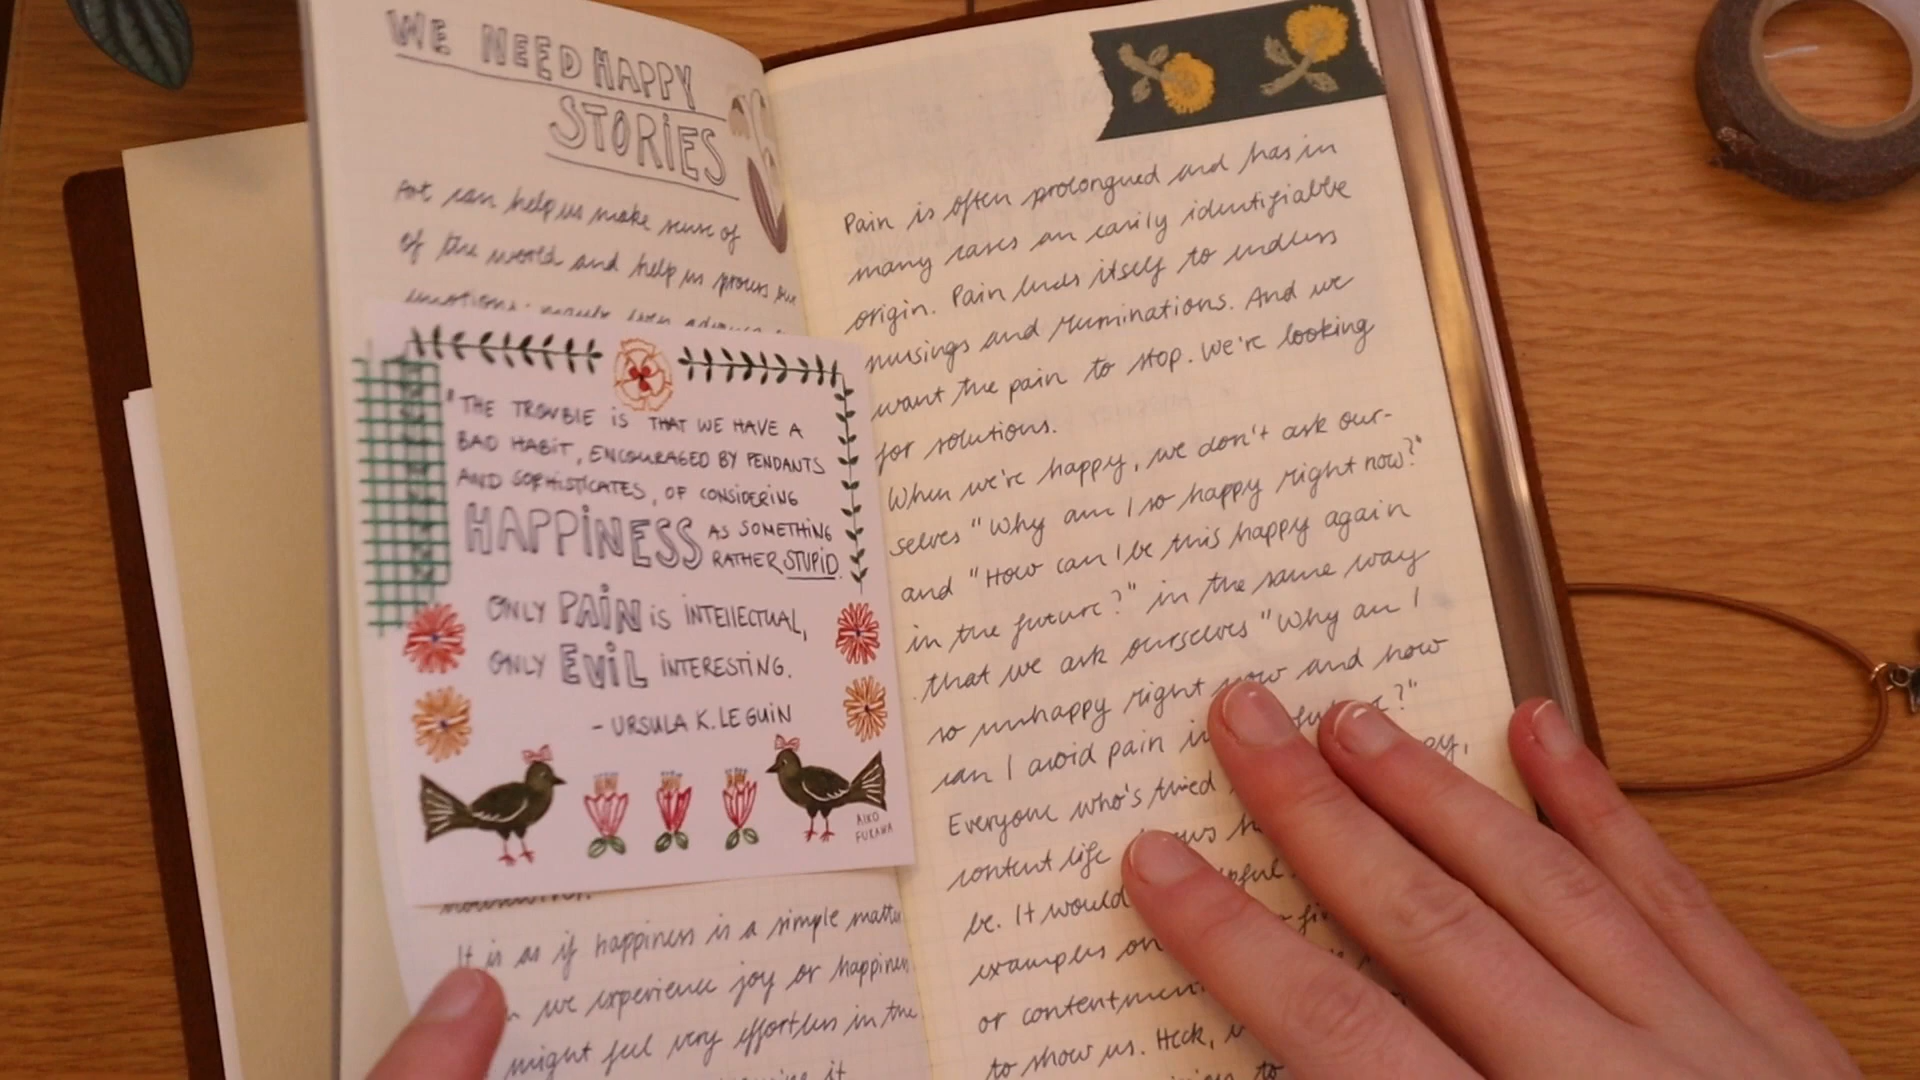 WE NEED HAPPY
STORIES
Art can help us make sense of
of the world and help us process the
emotions, maybe even
"THE TROUBLE is THAT WE HAVE A
BAD HABIT, ENCOURAGED BY PENDANTS
AND SOPHISTICATES, OF CONSIDERING
HAPPINESS AS SOMETHING
RATHER STUPID.
ONLY PAIN is INTELLECTUAL,
ONLY EVIL INTERESTING.
- URSULA K. LE GUIN
AIKO
FUKAWA
It is as if happiness is a simple matter
we experience joy or happiness
might feel very effortless in the
it
Pain is often prolongued and has in
many cases an easily identifiable
origin. Pain lends itself to endless
musings and ruminations. And we
want the pain to stop. We're looking
for solutions.
When we're happy, we don't ask our-
selves "Why am I so happy right now?"
and "How can I be this happy again
in the future?" in the same way
that we ask ourselves "Why am I
so unhappy right now and how
can I avoid pain in future?"
Everyone who's tried
content life knows
be. It would
examples on
or contentment
to show us. Heck,
to